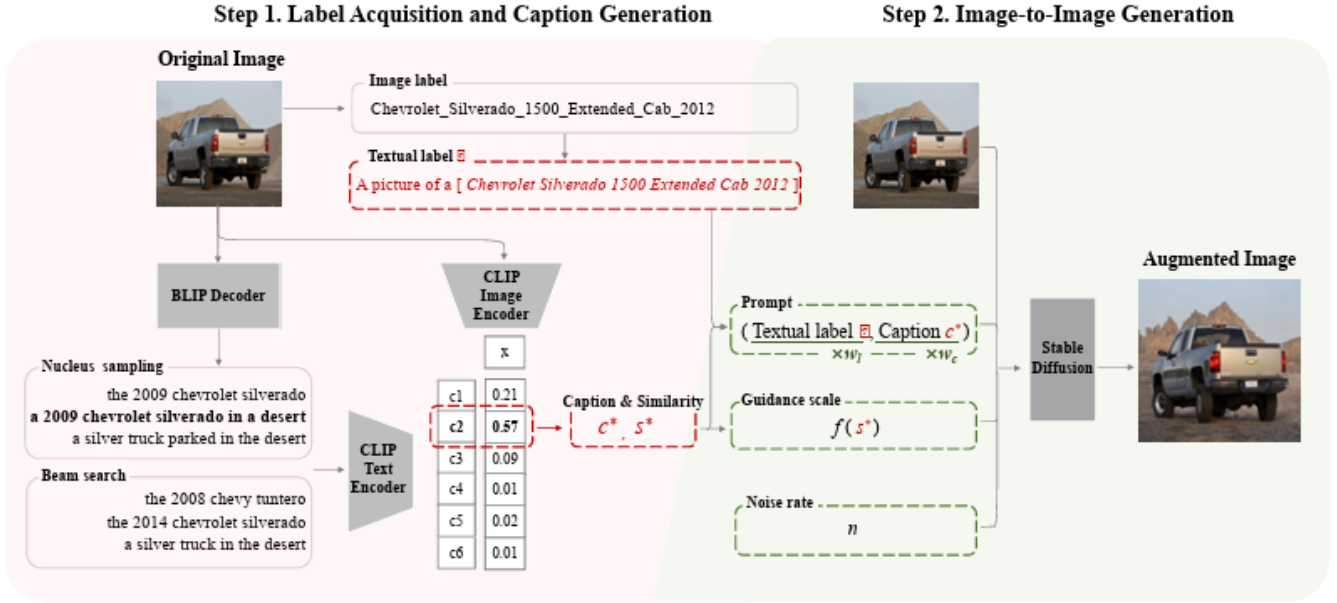 Step 1. Label Acquisition and Caption Generation
Step 2. Image-to-Image Generation
Original Image
Image label
Chevrolet_Silverado_1500_Extended_Cab_2012
Textual label
A picture of a [ Chevrolet Silverado 1500 Extended Cab 2012 ]
BLIP Decoder
CLIP
Image
Encoder
Nucleus sampling
the 2009 chevrolet silverado
a 2009 chevrolet silverado in a desert
a silver truck parked in the desert
Beam search
the 2008 chevy tuntero
the 2014 chevrolet silverado
a silver truck in the desert
CLIP
Text
Encoder
x
c1 0.21
c2 0.57
c3 0.09
c4 0.01
c5 0.02
c6 0.01
Caption & Similarity
c*, s*
Prompt
(Textual label , Caption c*)
×w_l ×w_c
Guidance scale
f(s*)
Noise rate
n
Stable
Diffusion
Augmented Image